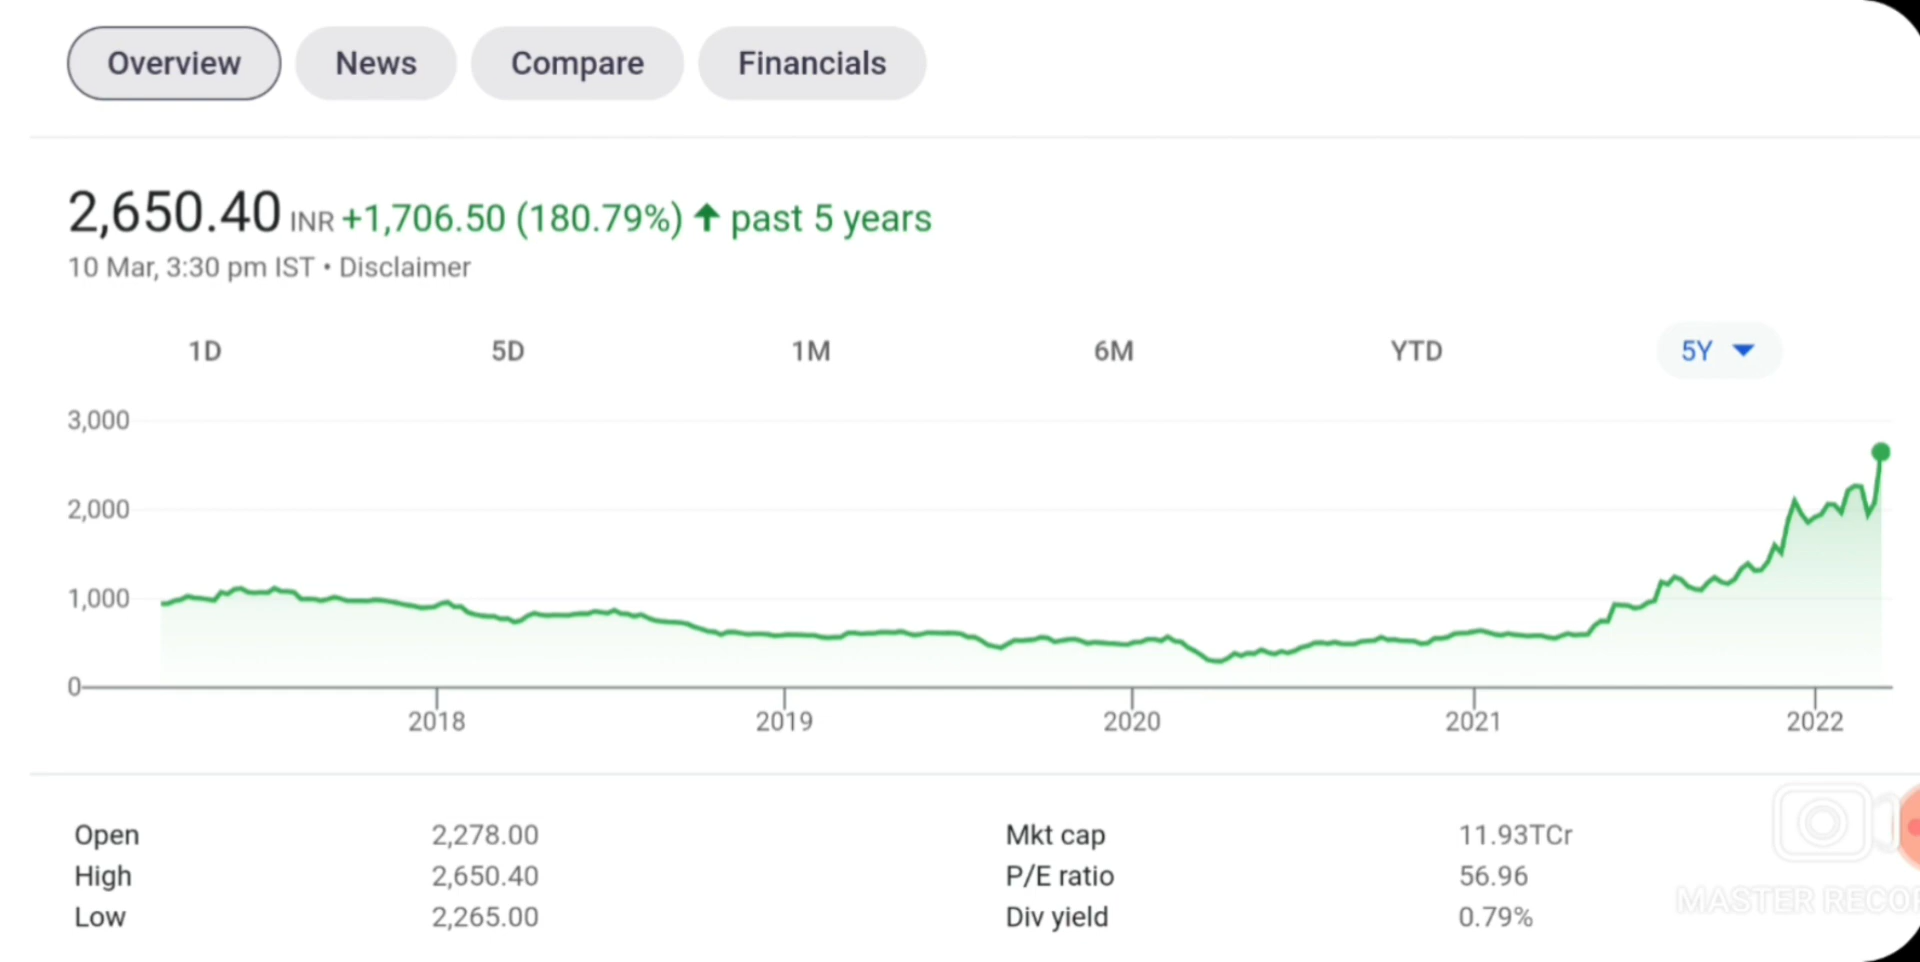 Overview News Compare Financials
2,650.40 INR +1,706.50 (180.79%) ↑ past 5 years
10 Mar, 3:30 pm IST • Disclaimer
1D 5D 1M 6M YTD 5Y
3,000
2,000
1,000
0
2018 2019 2020 2021 2022
Open 2,278.00 Mkt cap 11.93TCr
High 2,650.40 P/E ratio 56.96
Low 2,265.00 Div yield 0.79%
MASTER